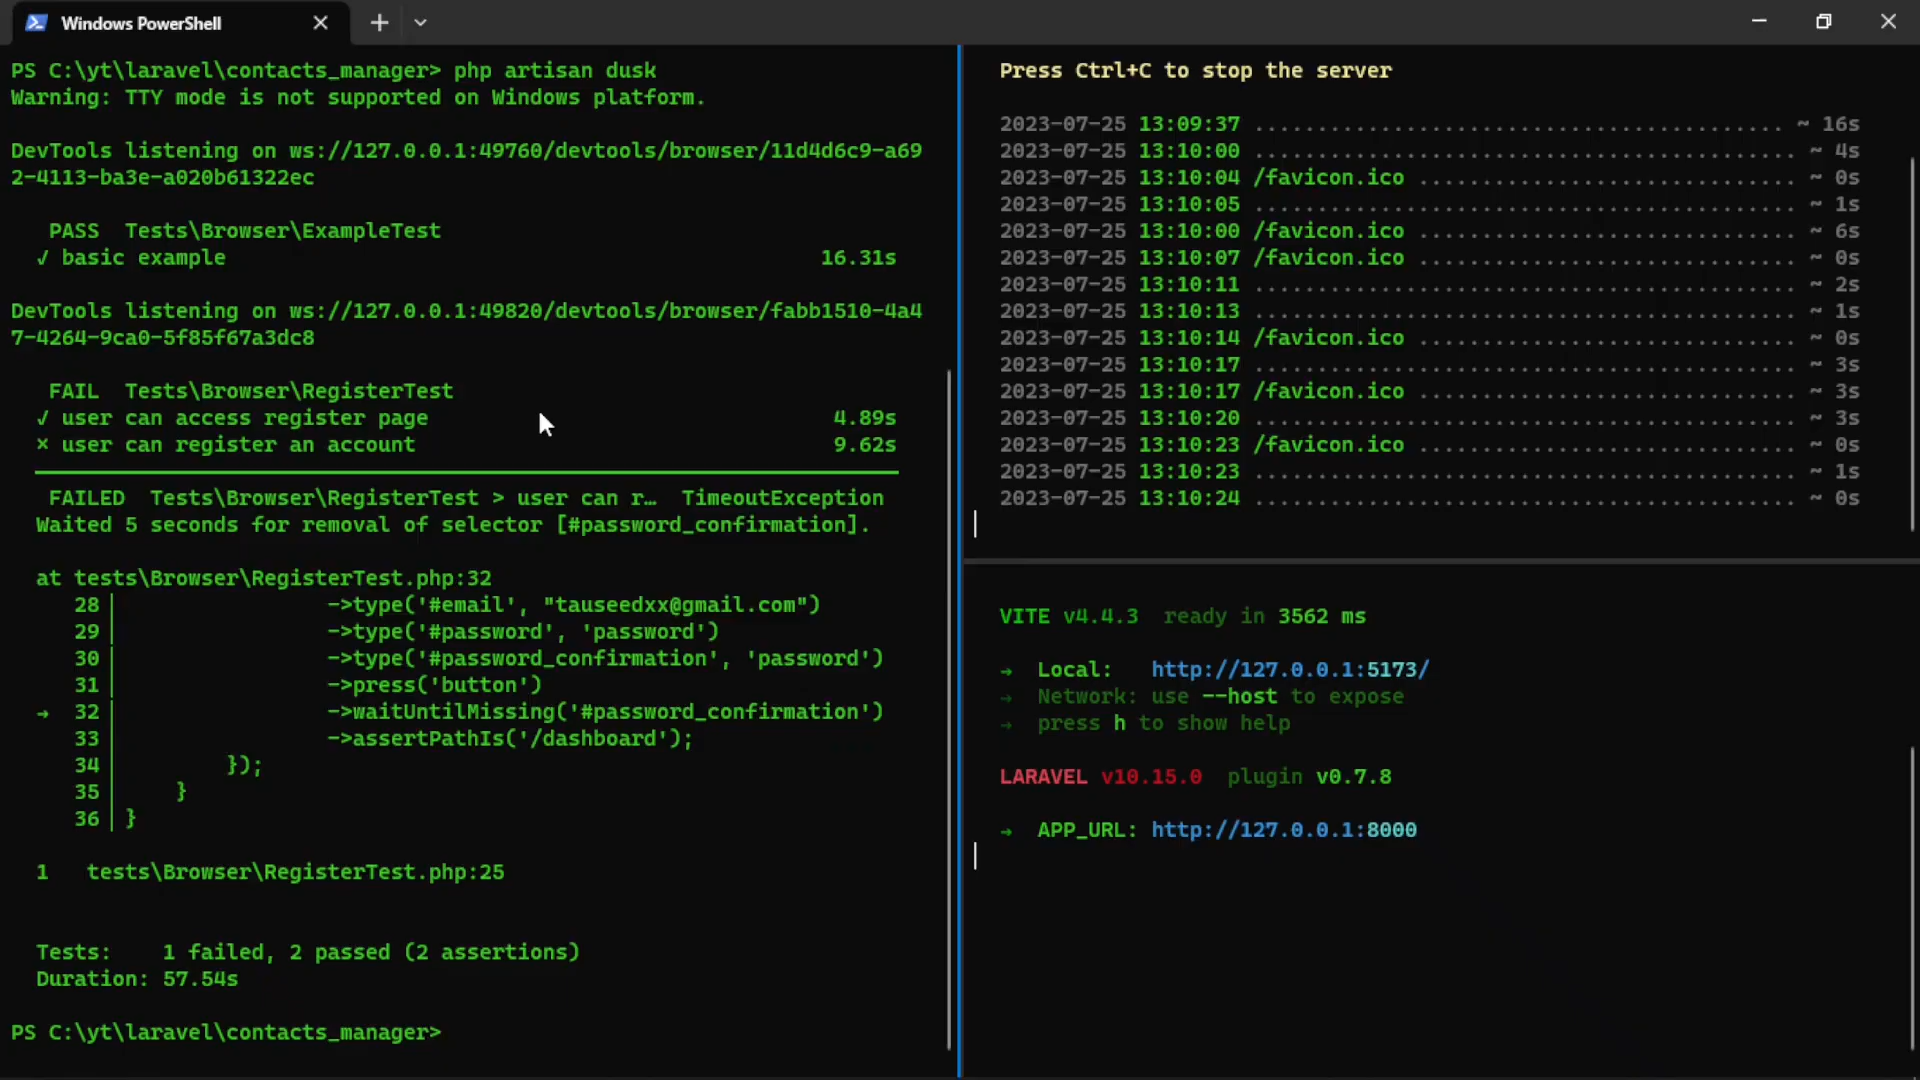 Windows PowerShell
PS C:\yt\laravel\contacts_manager> php artisan dusk
Warning: TTY mode is not supported on Windows platform.
DevTools listening on ws://127.0.0.1:49760/devtools/browser/11d4d6c9-a69
2-4113-ba3e-a020b61322ec
PASS  Tests\Browser\ExampleTest
√ basic example 16.31s
DevTools listening on ws://127.0.0.1:49820/devtools/browser/fabb1510-4a4
7-4264-9ca0-5f85f67a3dc8
FAIL  Tests\Browser\RegisterTest
√ user can access register page 4.89s
× user can register an account 9.62s
FAILED  Tests\Browser\RegisterTest > user can r…  TimeoutException
Waited 5 seconds for removal of selector [#password_confirmation].
at tests\Browser\RegisterTest.php:32
28| ->type('#email', "tauseedxx@gmail.com")
29| ->type('#password', 'password')
30| ->type('#password_confirmation', 'password')
31| ->press('button')
→ 32| ->waitUntilMissing('#password_confirmation')
33| ->assertPathIs('/dashboard');
34| });
35| }
36| }
1   tests\Browser\RegisterTest.php:25
Tests:    1 failed, 2 passed (2 assertions)
Duration: 57.54s
PS C:\yt\laravel\contacts_manager>
Press Ctrl+C to stop the server
2023-07-25 13:09:37 .......................................... ~ 16s
2023-07-25 13:10:00 ........................................... ~ 4s
2023-07-25 13:10:04 /favicon.ico .............................. ~ 0s
2023-07-25 13:10:05 ........................................... ~ 1s
2023-07-25 13:10:00 /favicon.ico .............................. ~ 6s
2023-07-25 13:10:07 /favicon.ico .............................. ~ 0s
2023-07-25 13:10:11 ........................................... ~ 2s
2023-07-25 13:10:13 ........................................... ~ 1s
2023-07-25 13:10:14 /favicon.ico .............................. ~ 0s
2023-07-25 13:10:17 ........................................... ~ 3s
2023-07-25 13:10:17 /favicon.ico .............................. ~ 3s
2023-07-25 13:10:20 ........................................... ~ 3s
2023-07-25 13:10:23 /favicon.ico .............................. ~ 0s
2023-07-25 13:10:23 ........................................... ~ 1s
2023-07-25 13:10:24 ........................................... ~ 0s
VITE v4.4.3  ready in 3562 ms
→  Local:   http://127.0.0.1:5173/
→  Network: use --host to expose
→  press h to show help
LARAVEL v10.15.0  plugin v0.7.8
→  APP_URL: http://127.0.0.1:8000